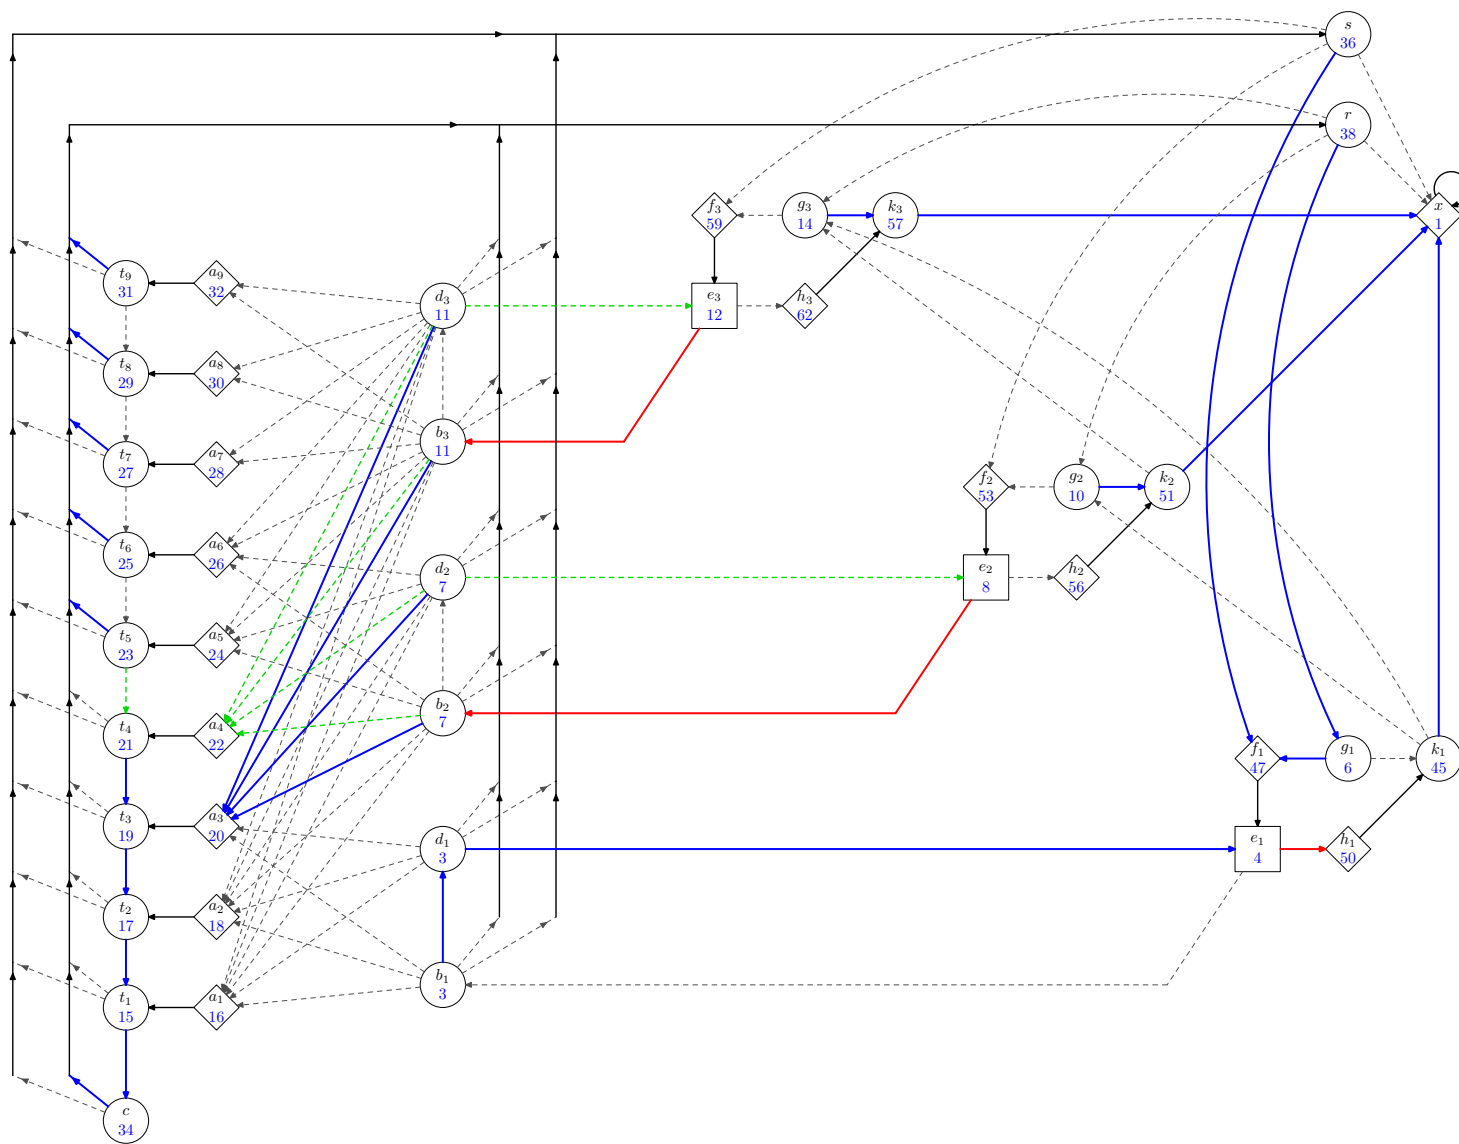 s
36
r
38
f₃
59
g₃
14
k₃
57
x
1
t₉
31
a₉
32
d₃
11
e₃
12
h₃
62
t₈
29
a₈
30
b₃
11
t₇
27
a₇
28
f₂
53
g₂
10
k₂
51
t₆
25
a₆
26
d₂
7
e₂
8
h₂
56
t₅
23
a₅
24
b₂
7
t₄
21
a₄
22
f₁
47
g₁
6
k₁
45
t₃
19
a₃
20
d₁
3
e₁
4
h₁
50
t₂
17
a₂
18
b₁
3
t₁
15
a₁
16
c
34